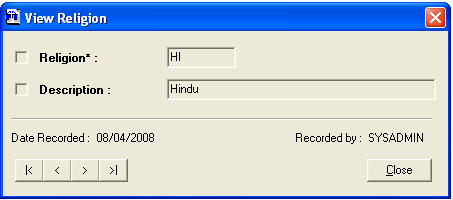 View Religion
Religion* : HI
Description : Hindu
Date Recorded : 08/04/2008 Recorded by : SYSADMIN
|< < > >| Close